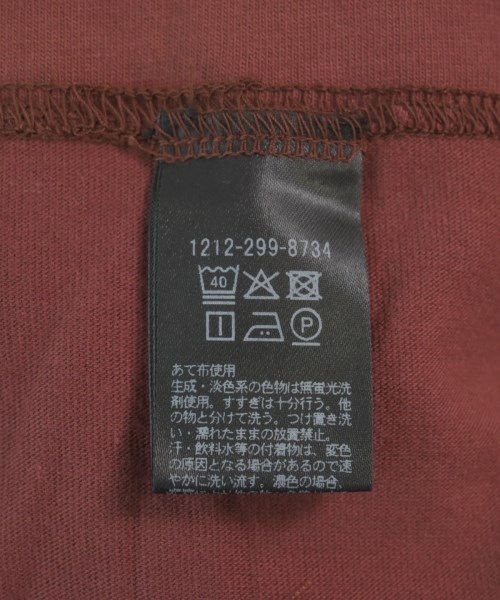 1212-299-8734
40
P
あて布使用
生成・淡色系の色物は無蛍光洗
剤使用。すすぎは十分行う。他
の物と分けて洗う。つけ置き洗
い・濡れたままの放置禁止。
汗・飲料水等の付着物は、変色
の原因となる場合があるので速
やかに洗い流す。濃色の場合、